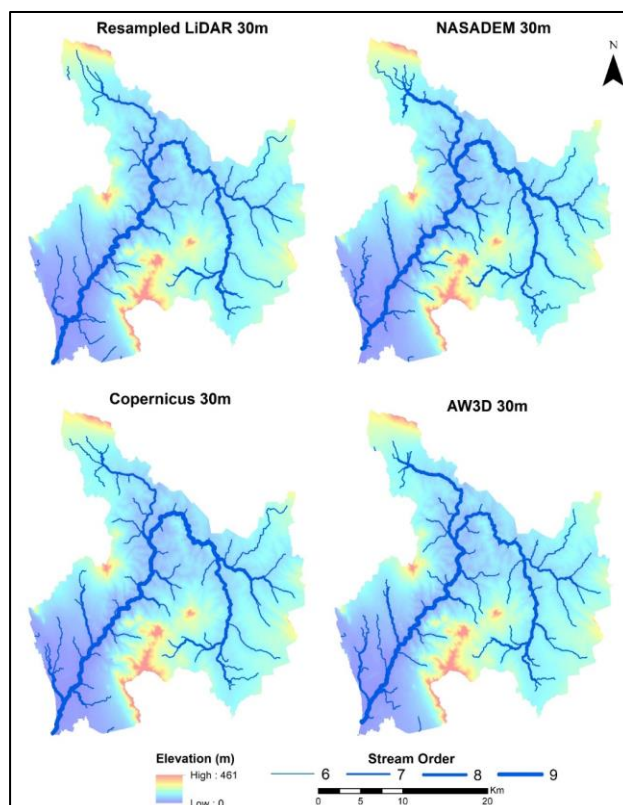 Resampled LiDAR 30m
NASADEM 30m
N
Copernicus 30m
AW3D 30m
Elevation (m)
High : 461
Low : 0
Stream Order
6 7 8 9
Km
0 5 10 20